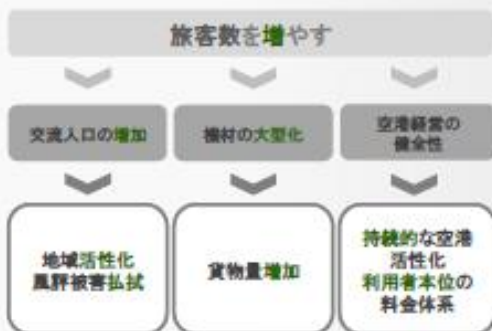 旅客数を増やす
交流人口の増加
機材の大型化
空港経営の
健全性
地域活性化
風評被害払拭
貨物量増加
持続的な空港
活性化
利用者本位の
料金体系